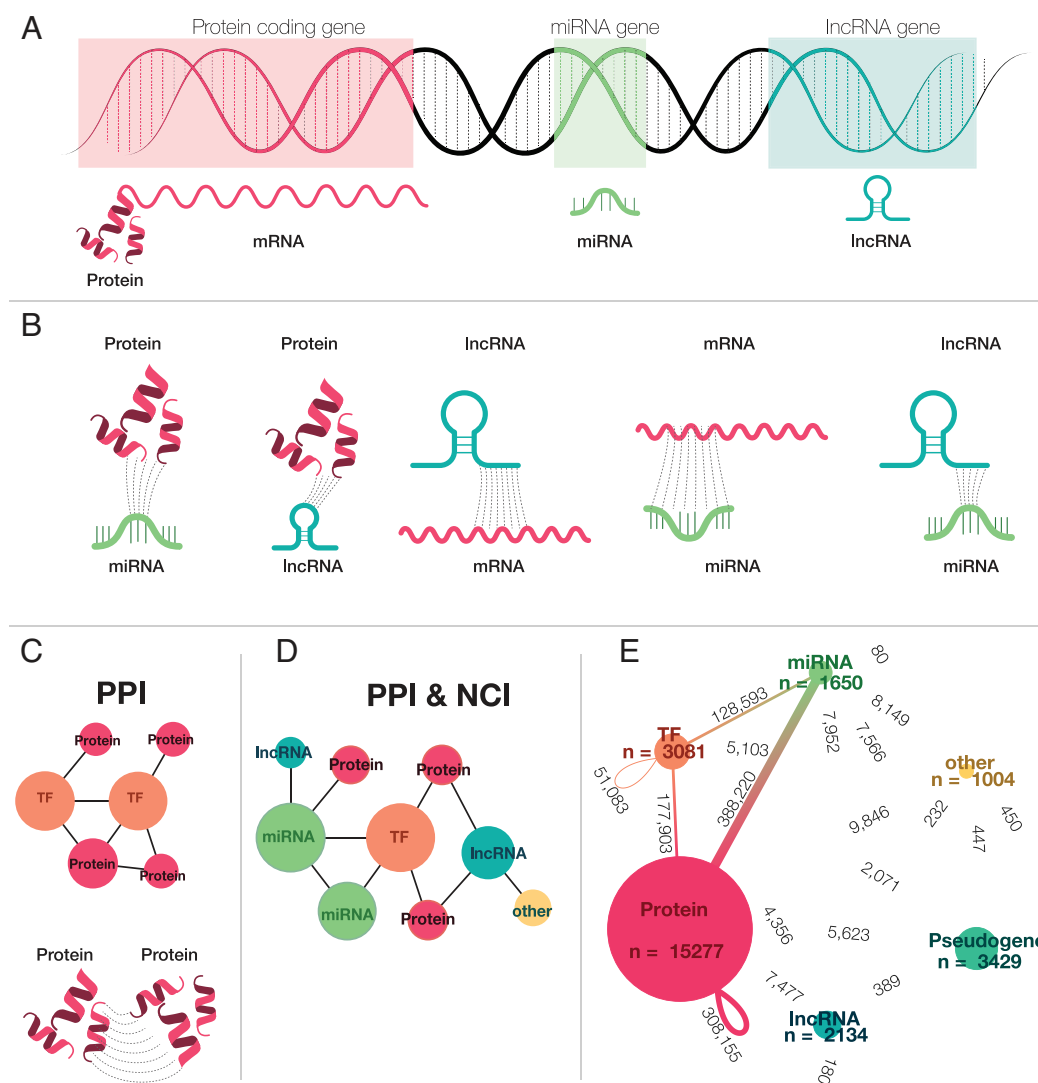 A
Protein coding gene
miRNA gene
lncRNA gene
mRNA
miRNA
lncRNA
Protein
B
Protein
Protein
lncRNA
mRNA
lncRNA
miRNA
lncRNA
mRNA
miRNA
miRNA
C
PPI
Protein
Protein
TF
TF
Protein
Protein
Protein
Protein
D
PPI & NCI
lncRNA
Protein
Protein
miRNA
TF
lncRNA
miRNA
Protein
other
E
miRNA
n = 1650
80
128,593
8,149
7,952
7,566
TF
n = 3081
5,103
other
n = 1004
51,083
177,903
388,220
9,846
232
447
450
2,071
Protein
n = 15277
4,356
5,623
Pseudogene
n = 3429
7,477
389
lncRNA
n = 2134
308,155
180